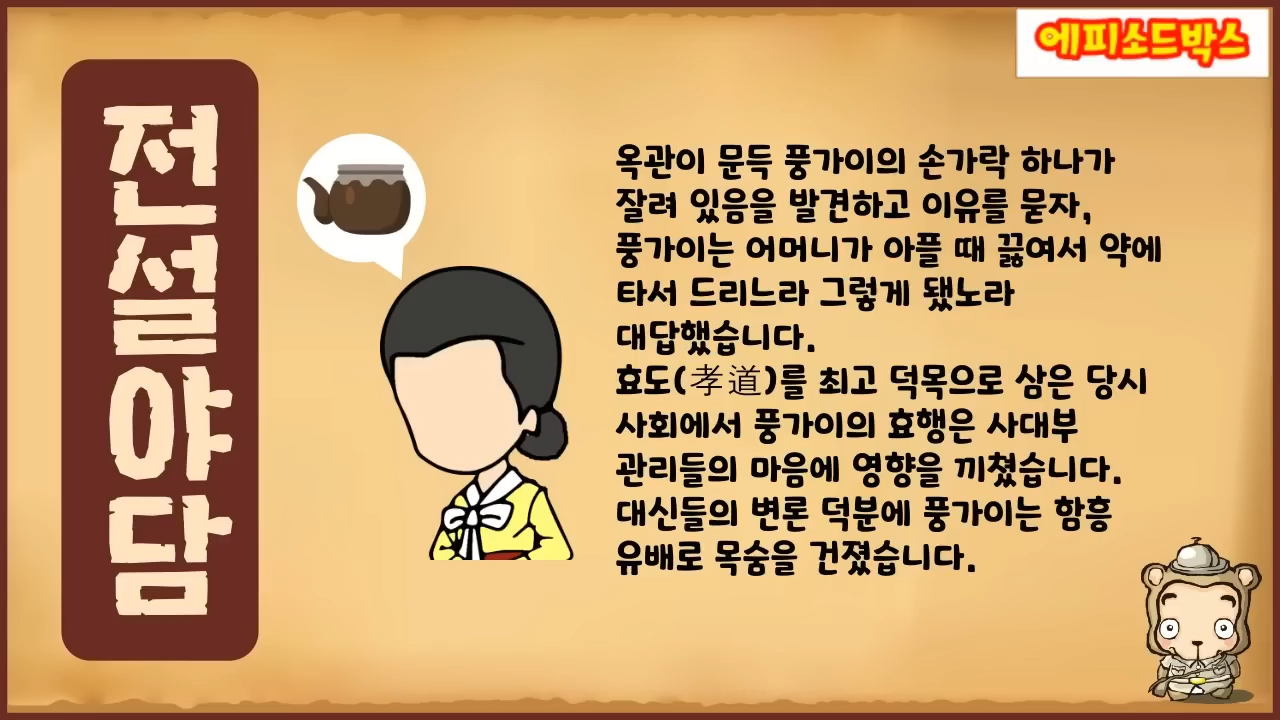 에피소드박스
전설야담
옥관이 문득 풍가이의 손가락 하나가
잘려 있음을 발견하고 이유를 묻자,
풍가이는 어머니가 아플 때 끓여서 약에
타서 드리느라 그렇게 됐노라
대답했습니다.
효도(孝道)를 최고 덕목으로 삼은 당시
사회에서 풍가이의 효행은 사대부
관리들의 마음에 영향을 끼쳤습니다.
대신들의 변론 덕분에 풍가이는 함흥
유배로 목숨을 건졌습니다.